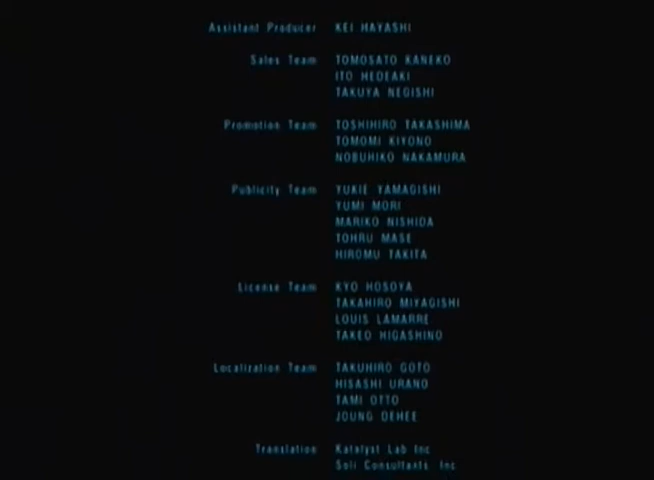 Assistant Producer KEI HAYASHI
Sales Team TOMOSATO KANEKO
ITO HEDEAKI
TAKUYA NEGISHI
Promotion Team TOSHIHIRO TAKASHIMA
TOMOMI KIYONO
NOBUHIKO NAKAMURA
Publicity Team YUKIE YAMAGISHI
YUMI MORI
MARIKO NISHIDA
TOHRU MASE
HIROMU TAKITA
License Team KYO HOSOYA
TAKAHIRO MIYAGISHI
LOUIS LAMARRE
TAKEO HIGASHINO
Localization Team TAKUHIRO GOTO
HISASHI URANO
TAMI OTTO
JOUNG DEHEE
Translation Katalyst Lab Inc
Soli Consultants. Inc